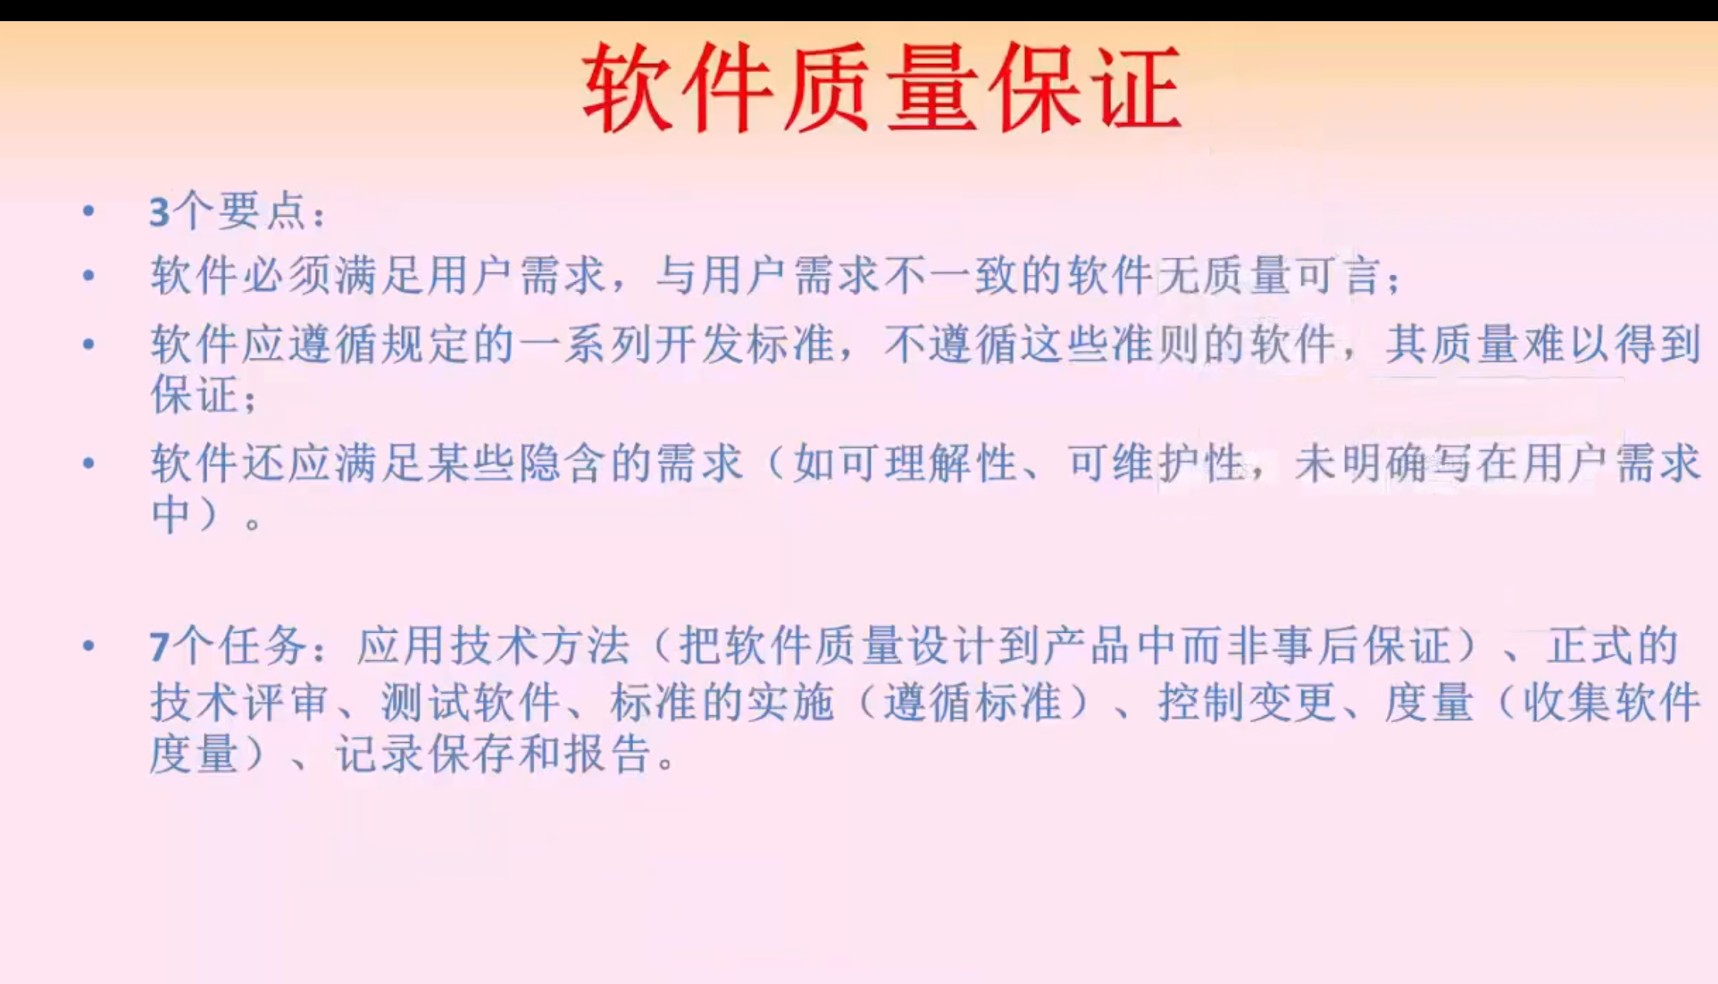 软件质量保证
• 3个要点：
• 软件必须满足用户需求，与用户需求不一致的软件无质量可言；
• 软件应遵循规定的一系列开发标准，不遵循这些准则的软件，其质量难以得到
保证；
• 软件还应满足某些隐含的需求（如可理解性、可维护性，未明确写在用户需求
中）。
• 7个任务：应用技术方法（把软件质量设计到产品中而非事后保证）、正式的
技术评审、测试软件、标准的实施（遵循标准）、控制变更、度量（收集软件
度量）、记录保存和报告。